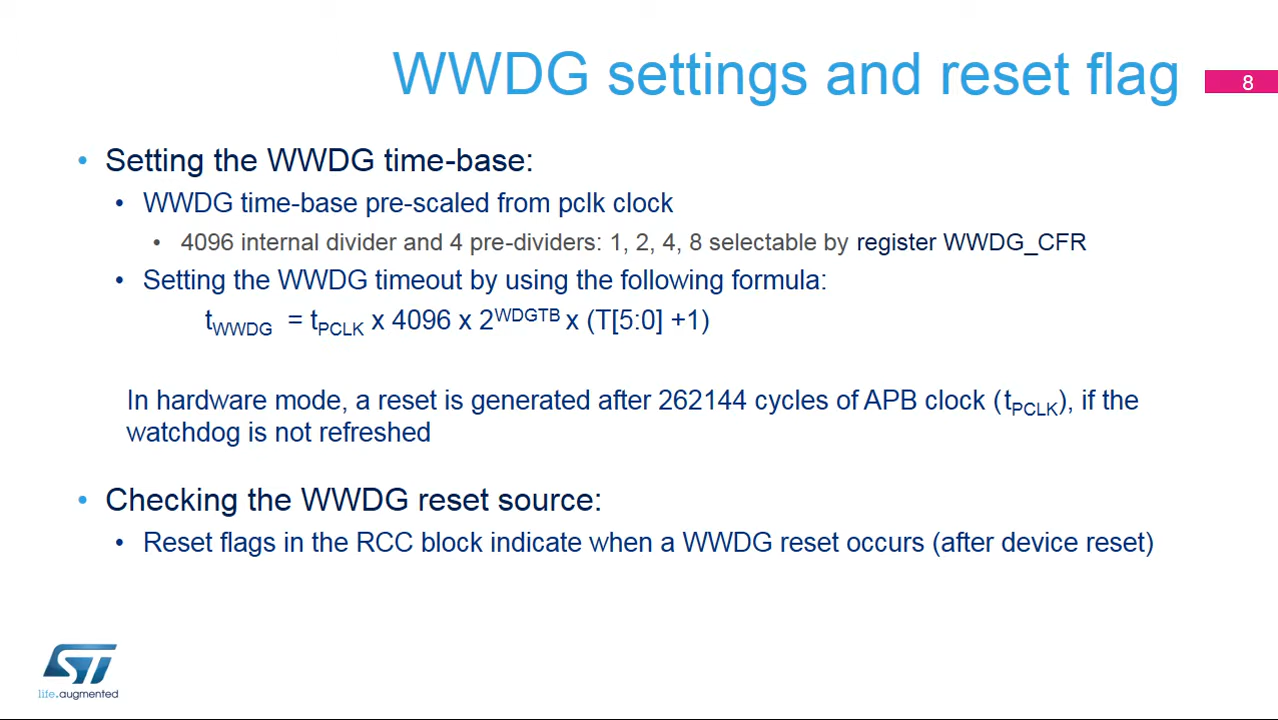 WWDG settings and reset flag
8
• Setting the WWDG time-base:
• WWDG time-base pre-scaled from pclk clock
• 4096 internal divider and 4 pre-dividers: 1, 2, 4, 8 selectable by register WWDG_CFR
• Setting the WWDG timeout by using the following formula:
tWWDG = tPCLK x 4096 x 2^WDGTB x (T[5:0] +1)
In hardware mode, a reset is generated after 262144 cycles of APB clock (tPCLK), if the
watchdog is not refreshed
• Checking the WWDG reset source:
• Reset flags in the RCC block indicate when a WWDG reset occurs (after device reset)
ST
life.augmented